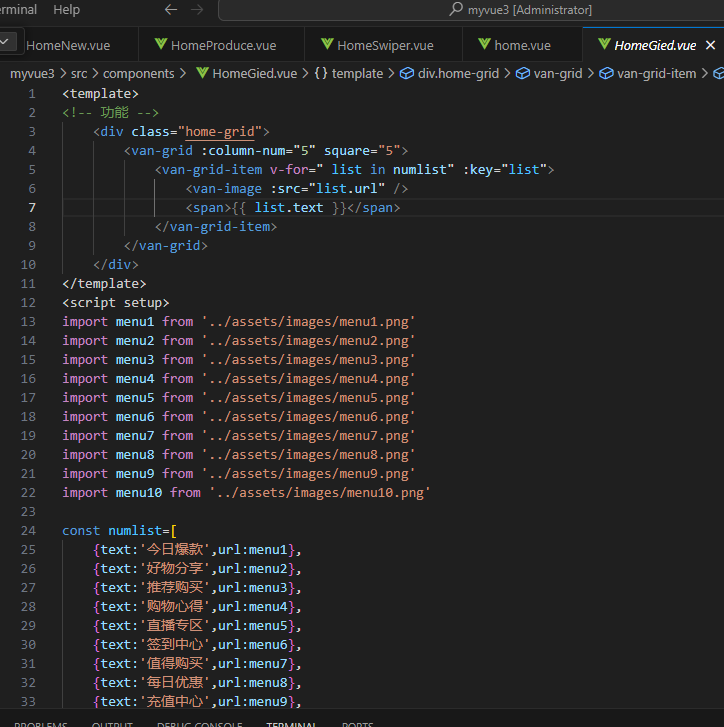 erminal Help ← → myvue3 [Administrator]
HomeNew.vue HomeProduce.vue HomeSwiper.vue home.vue HomeGied.vue ×
myvue3 > src > components > HomeGied.vue > {} template > div.home-grid > van-grid > van-grid-item >
1 <template>
2 <!-- 功能 -->
3 <div class="home-grid">
4 <van-grid :column-num="5" square="5">
5 <van-grid-item v-for=" list in numlist" :key="list">
6 <van-image :src="list.url" />
7 <span>{{ list.text }}</span>
8 </van-grid-item>
9 </van-grid>
10 </div>
11 </template>
12 <script setup>
13 import menu1 from '../assets/images/menu1.png'
14 import menu2 from '../assets/images/menu2.png'
15 import menu3 from '../assets/images/menu3.png'
16 import menu4 from '../assets/images/menu4.png'
17 import menu5 from '../assets/images/menu5.png'
18 import menu6 from '../assets/images/menu6.png'
19 import menu7 from '../assets/images/menu7.png'
20 import menu8 from '../assets/images/menu8.png'
21 import menu9 from '../assets/images/menu9.png'
22 import menu10 from '../assets/images/menu10.png'
23
24 const numlist=[
25 {text:'今日爆款',url:menu1},
26 {text:'好物分享',url:menu2},
27 {text:'推荐购买',url:menu3},
28 {text:'购物心得',url:menu4},
29 {text:'直播专区',url:menu5},
30 {text:'签到中心',url:menu6},
31 {text:'值得购买',url:menu7},
32 {text:'每日优惠',url:menu8},
33 {text:'充值中心',url:menu9},
PROBLEMS OUTPUT DEBUG CONSOLE TERMINAL PORTS